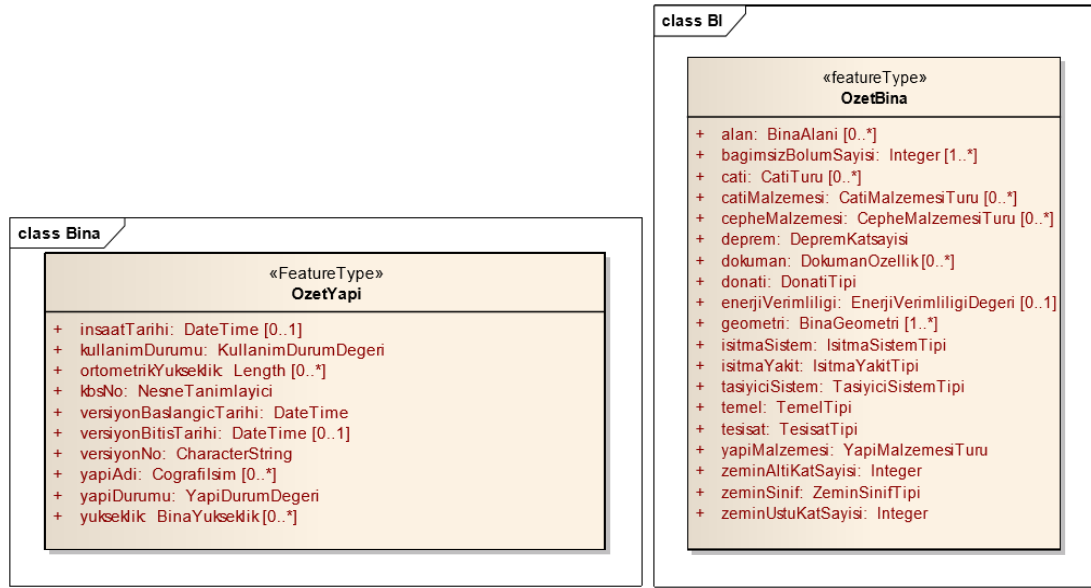 class Bina
«FeatureType»
OzetYapi
+ insaatTarihi: DateTime [0..1]
+ kullanimDurumu: KullanimDurumDegeri
+ ortometrikYukseklik: Length [0..*]
+ kbsNo: NesneTanimlayici
+ versiyonBaslangicTarihi: DateTime
+ versiyonBitisTarihi: DateTime [0..1]
+ versiyonNo: CharacterString
+ yapiAdi: CografiIsim [0..*]
+ yapiDurumu: YapiDurumDegeri
+ yukseklik: BinaYukseklik [0..*]
class BI
«featureType»
OzetBina
+ alan: BinaAlani [0..*]
+ bagimsizBolumSayisi: Integer [1..*]
+ cati: CatiTuru [0..*]
+ catiMalzemesi: CatiMalzemesiTuru [0..*]
+ cepheMalzemesi: CepheMalzemesiTuru [0..*]
+ deprem: DepremKatsayisi
+ dokuman: DokumanOzellik [0..*]
+ donati: DonatiTipi
+ enerjiVerimliligi: EnerjiVerimliligiDegeri [0..1]
+ geometri: BinaGeometri [1..*]
+ isitmaSistem: IsitmaSistemTipi
+ isitmaYakit: IsitmaYakitTipi
+ tasiyiciSistem: TasiyiciSistemTipi
+ temel: TemelTipi
+ tesisat: TesisatTipi
+ yapiMalzemesi: YapiMalzemesiTuru
+ zeminAltiKatSayisi: Integer
+ zeminSinif: ZeminSinifTipi
+ zeminUstuKatSayisi: Integer